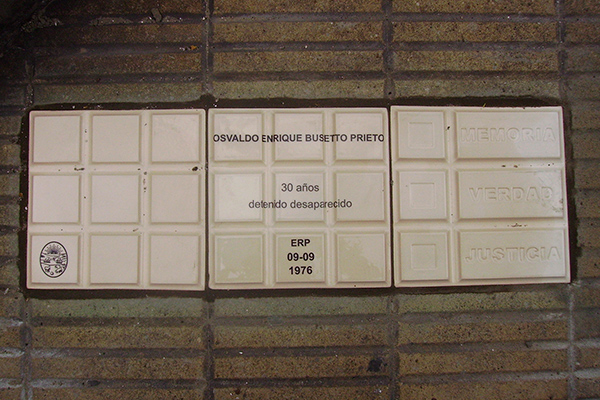 OSVALDO ENRIQUE BUSETTO PRIETO
30 años
detenido desaparecido
ERP
09-09
1976
MEMORIA
VERDAD
JUSTICIA